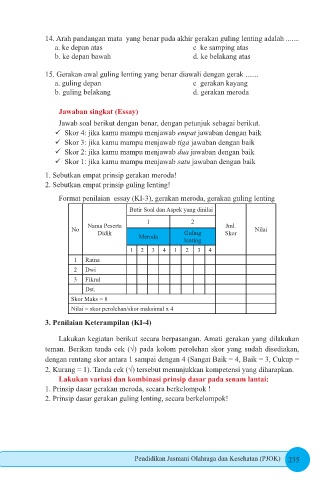 14. Arah pandangan mata yang benar pada akhir gerakan guling lenting adalah .......
a. ke depan atas c ke samping atas
b. ke depan bawah d. ke belakang atas
15. Gerakan awal guling lenting yang benar diawali dengan gerak ......
a. guling depan c gerakan kayang
b. guling belakang d. gerakan meroda
Jawaban singkat (Essay)
Jawab soal berikut dengan benar, dengan petunjuk sebagai berikut.
✓ Skor 4: jika kamu mampu menjawab empat jawaban dengan baik
✓ Skor 3: jika kamu mampu menjawab tiga jawaban dengan baik
✓ Skor 2: jika kamu mampu menjawab dua jawaban dengan baik
✓ Skor 1: jika kamu mampu menjawab satu jawaban dengan baik
1. Sebutkan empat prinsip gerakan meroda!
2. Sebutkan empat prinsip guling lenting!
Format penilaian essay (KI-3), gerakan meroda, gerakan guling lenting
No
Nama Peserta
Didik
Butir Soal dan Aspek yang dinilai
1 2
Meroda
Guling
lenting
1 2 3 4 1 2 3 4
Jml.
Skor
Nilai
1 Ratna
2 Dwi
3 Fikrul
Dst.
Skor Maks = 8
Nilai = skor perolehan/skor maksimal x 4
3. Penilaian Keterampilan (KI-4)
Lakukan kegiatan berikut secara berpasangan. Amati gerakan yang dilakukan
teman. Berikan tanda cek (√) pada kolom perolehan skor yang sudah disediakan,
dengan rentang skor antara 1 sampai dengan 4 (Sangat Baik = 4, Baik = 3, Cukup =
2, Kurang = 1). Tanda cek (√) tersebut menunjukkan kompetensi yang diharapkan.
Lakukan variasi dan kombinasi prinsip dasar pada senam lantai:
1. Prinsip dasar gerakan meroda, secara berkelompok !
2. Prinsip dasar gerakan guling lenting, secara berkelompok!
Pendidikan Jasmani Olahraga dan Kesehatan (PJOK) 235